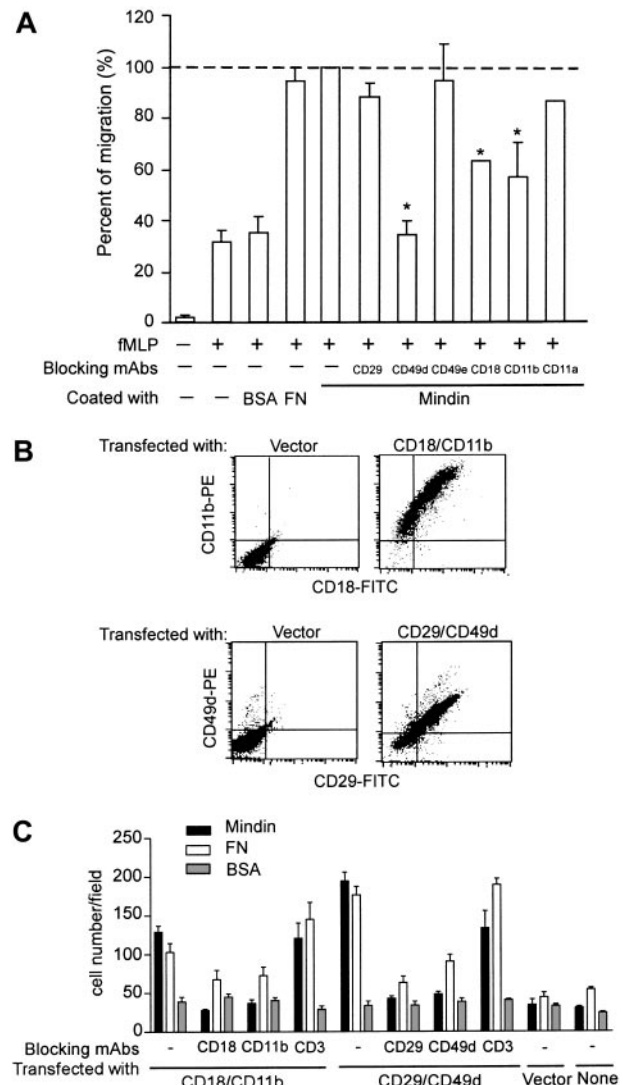 A
Percent of migration (%)
120
100
80
60
40
20
0
* * *
fMLP – + + + + + + + + + +
Blocking mAbs – – – – – CD29 CD49d CD49e CD18 CD11b CD11a
Coated with – – BSA FN Mindin
B
Transfected with: Vector CD18/CD11b
CD11b-PE
CD18-FITC
Transfected with: Vector CD29/CD49d
CD49d-PE
CD29-FITC
C
cell number/field
250
200
150
100
50
0
Mindin
FN
BSA
Blocking mAbs - CD18 CD11b CD3 - CD29 CD49d CD3 - -
Transfected with CD18/CD11b CD29/CD49d Vector None